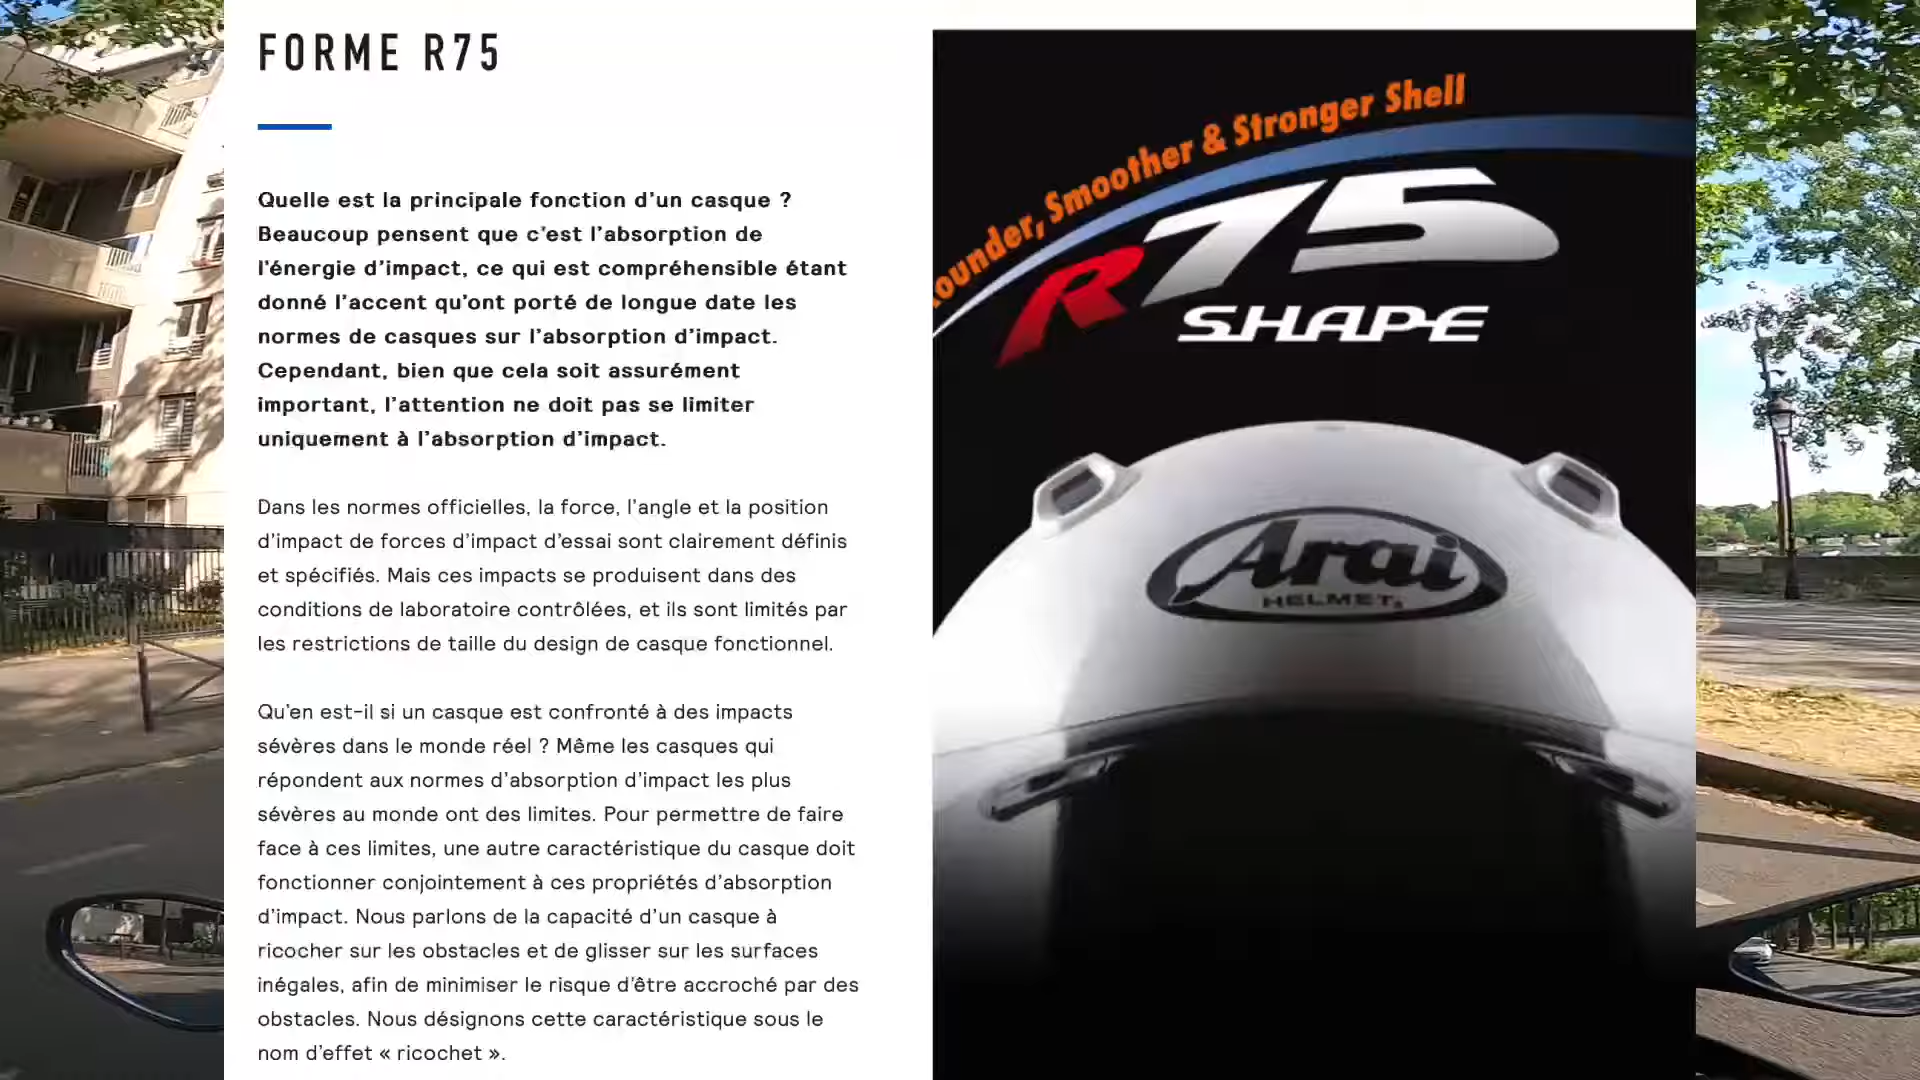 FORME R75
Quelle est la principale fonction d'un casque ?
Beaucoup pensent que c'est l'absorption de
l'énergie d'impact, ce qui est compréhensible étant
donné l'accent qu'ont porté de longue date les
normes de casques sur l'absorption d'impact.
Cependant, bien que cela soit assurément
important, l'attention ne doit pas se limiter
uniquement à l'absorption d'impact.
Dans les normes officielles, la force, l'angle et la position
d'impact de forces d'impact d'essai sont clairement définis
et spécifiés. Mais ces impacts se produisent dans des
conditions de laboratoire contrôlées, et ils sont limités par
les restrictions de taille du design de casque fonctionnel.
Qu'en est-il si un casque est confronté à des impacts
sévères dans le monde réel ? Même les casques qui
répondent aux normes d'absorption d'impact les plus
sévères au monde ont des limites. Pour permettre de faire
face à ces limites, une autre caractéristique du casque doit
fonctionner conjointement à ces propriétés d'absorption
d'impact. Nous parlons de la capacité d'un casque à
ricocher sur les obstacles et de glisser sur les surfaces
inégales, afin de minimiser le risque d'être accroché par des
obstacles. Nous désignons cette caractéristique sous le
nom d'effet « ricochet ».
ounder, Smoother & Stronger Shell
R75
SHAPE
Arai
HELMET